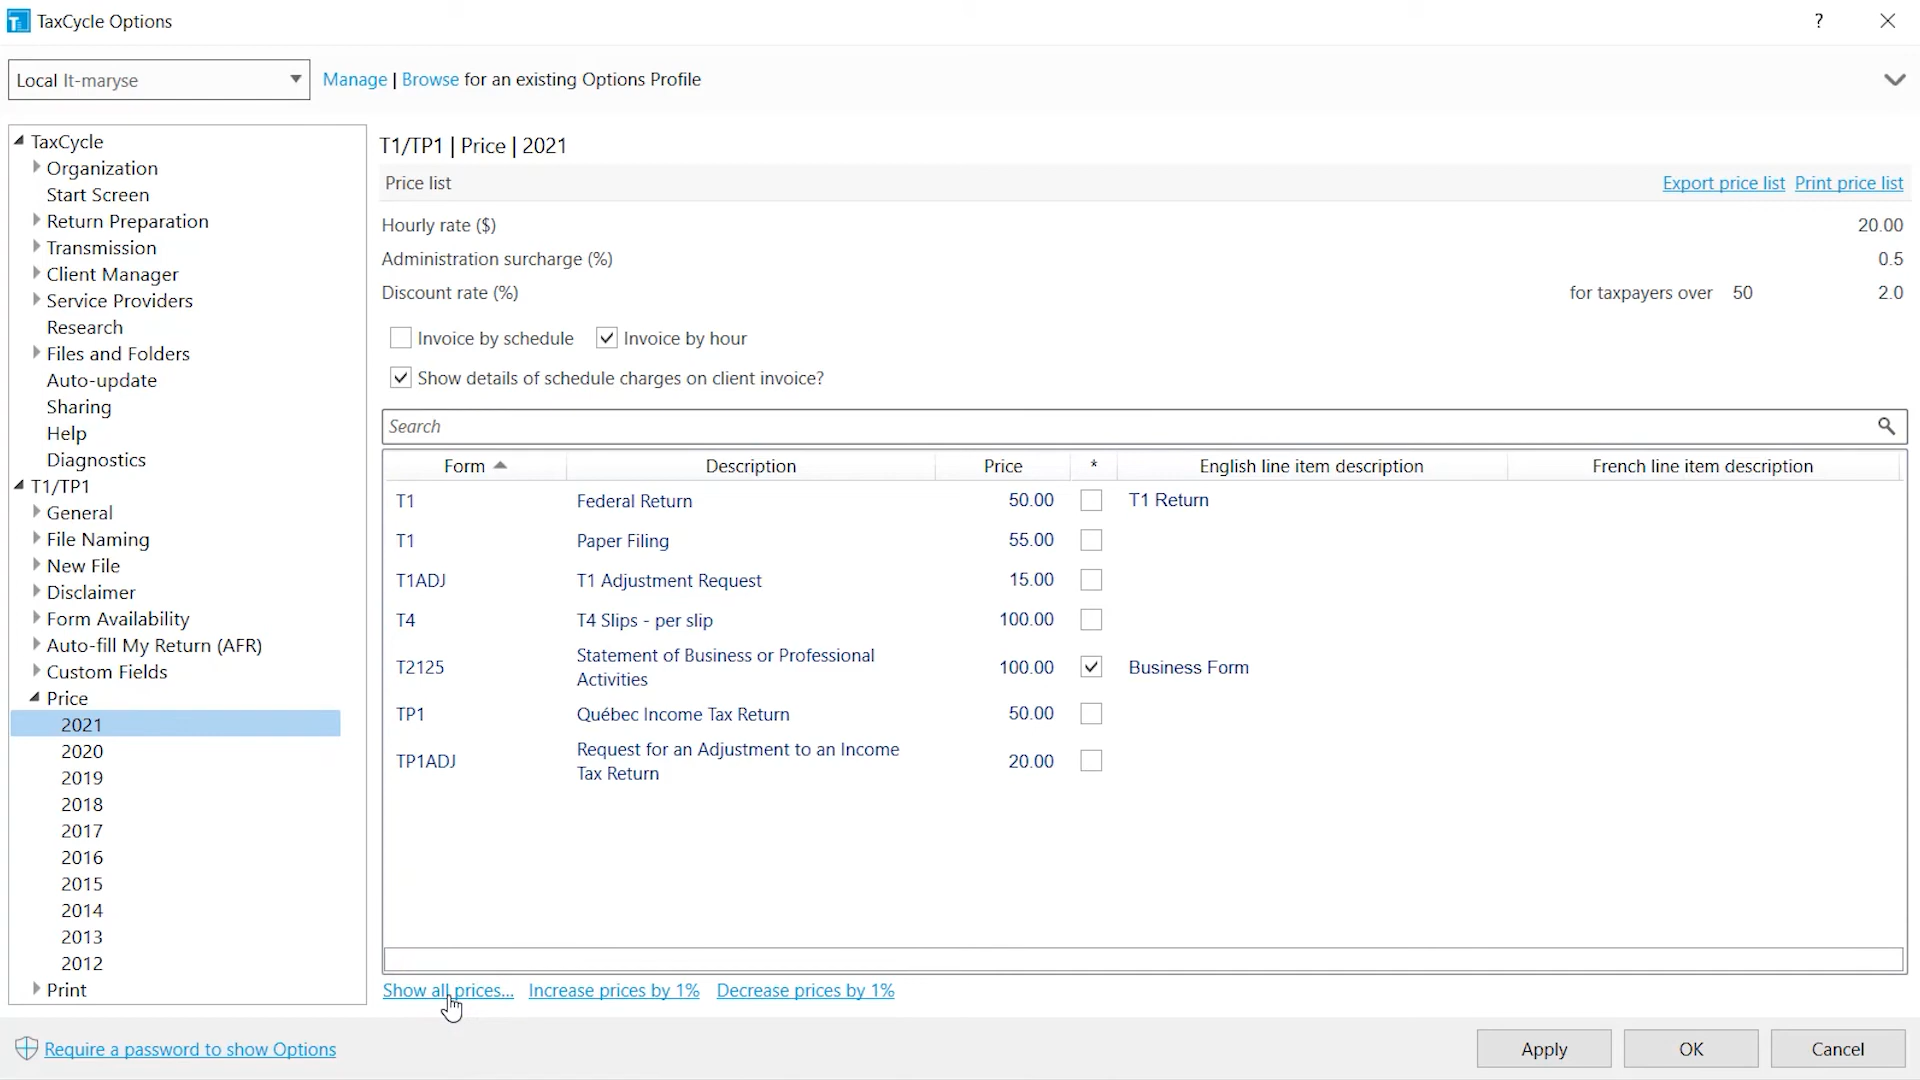 TaxCycle Options
?
Local lt-maryse
Manage | Browse for an existing Options Profile
TaxCycle
Organization
Start Screen
Return Preparation
Transmission
Client Manager
Service Providers
Research
Files and Folders
Auto-update
Sharing
Help
Diagnostics
T1/TP1
General
File Naming
New File
Disclaimer
Form Availability
Auto-fill My Return (AFR)
Custom Fields
Price
2021
2020
2019
2018
2017
2016
2015
2014
2013
2012
Print
T1/TP1 | Price | 2021
Price list Export price list Print price list
Hourly rate ($) 20.00
Administration surcharge (%) 0.5
Discount rate (%) for taxpayers over 50 2.0
Invoice by schedule Invoice by hour
Show details of schedule charges on client invoice?
Search
Form Description Price * English line item description French line item description
T1 Federal Return 50.00 T1 Return
T1 Paper Filing 55.00
T1ADJ T1 Adjustment Request 15.00
T4 T4 Slips - per slip 100.00
T2125 Statement of Business or Professional 100.00 Business Form
Activities
TP1 Québec Income Tax Return 50.00
TP1ADJ Request for an Adjustment to an Income 20.00
Tax Return
Show all prices... Increase prices by 1% Decrease prices by 1%
Require a password to show Options
Apply OK Cancel